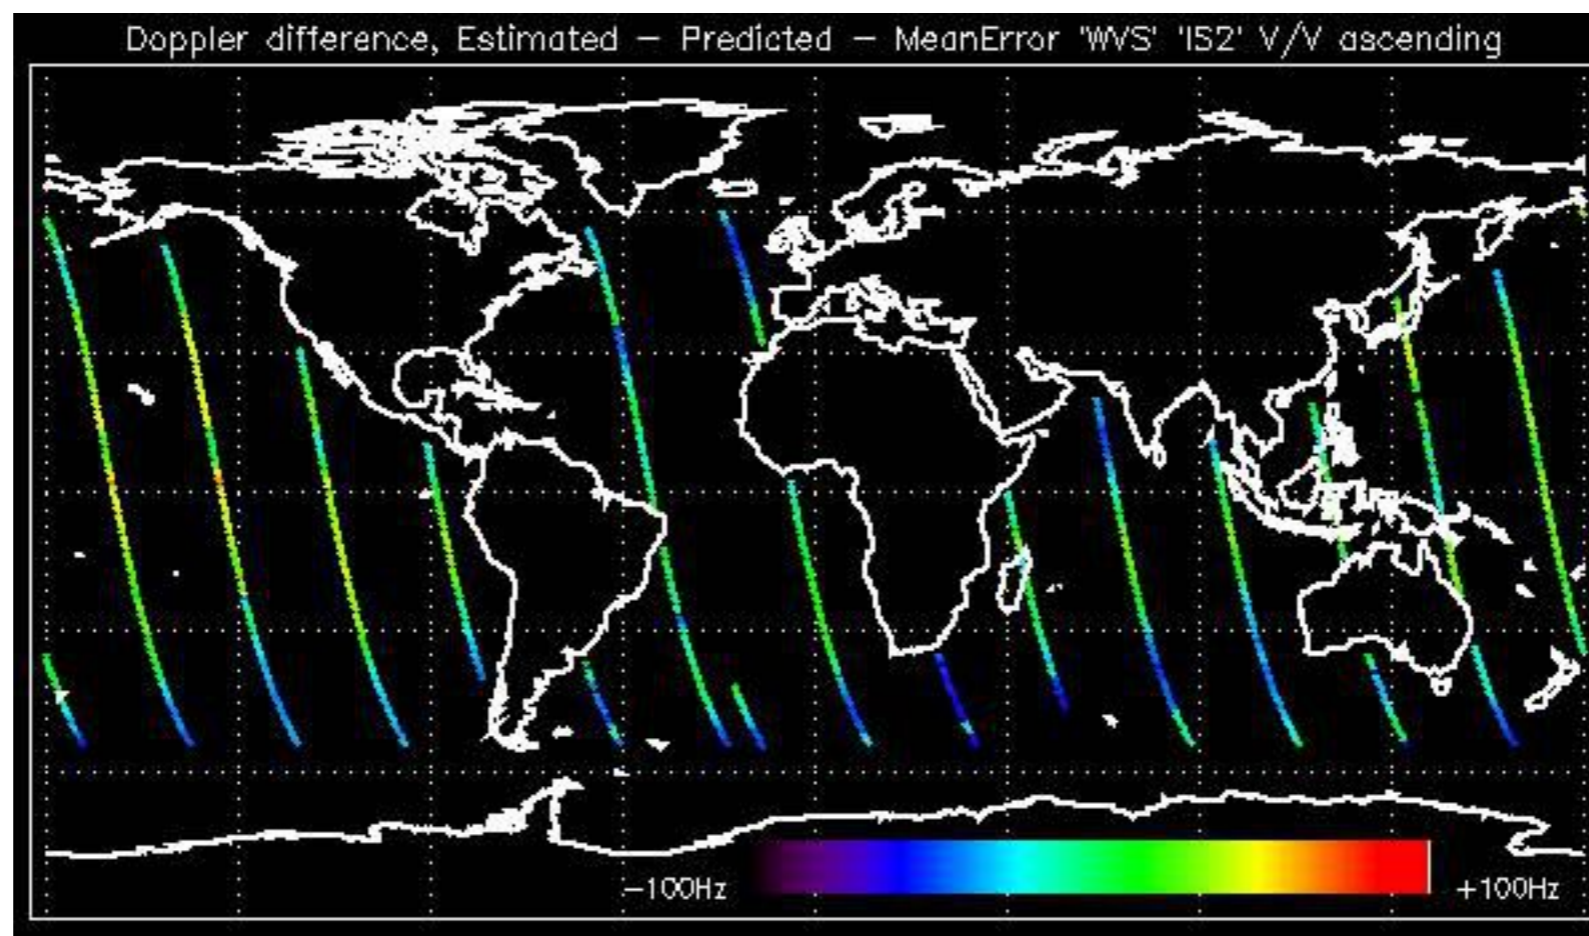 Doppler difference, Estimated – Predicted – MeanError 'WVS' 'IS2' V/V ascending
-100Hz +100Hz